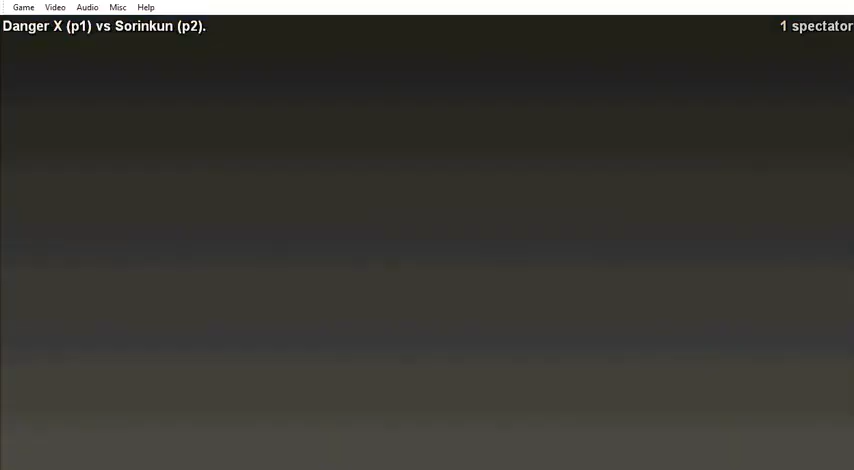 Game Video Audio Misc Help
Danger X (p1) vs Sorinkun (p2). 1 spectator